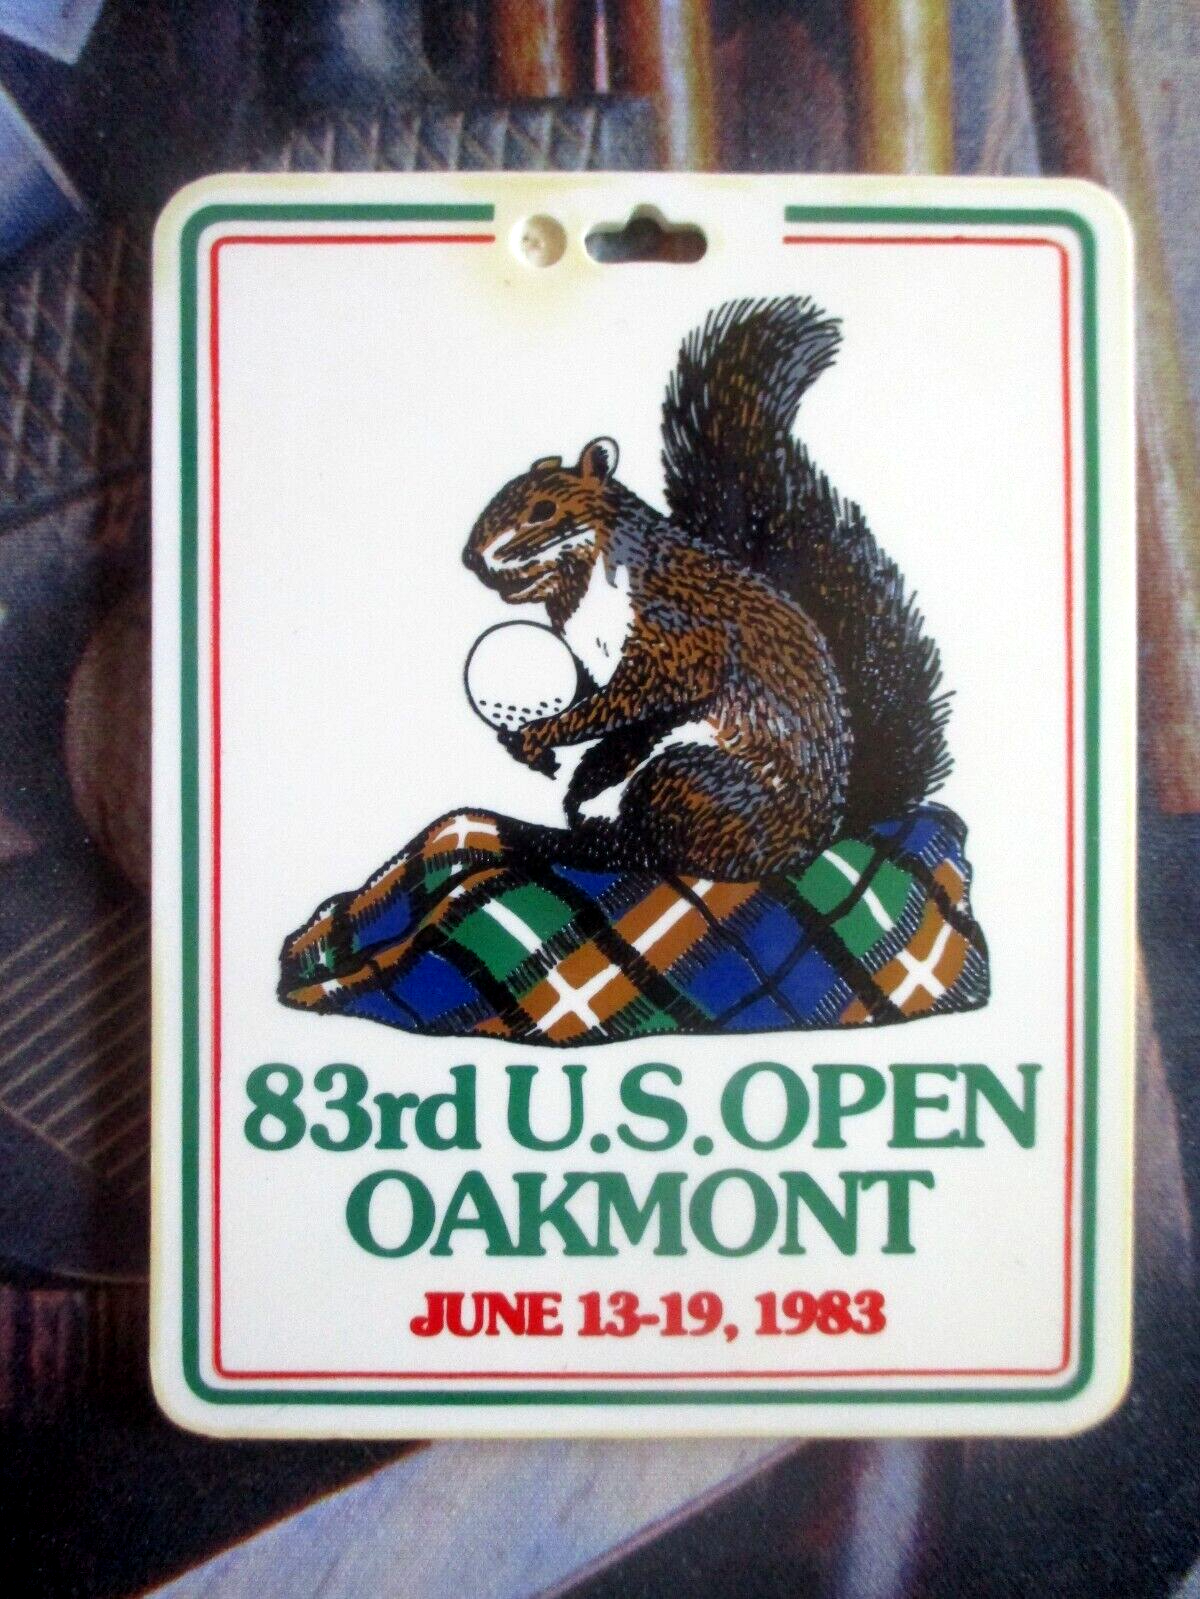 83rd U.S. OPEN
OAKMONT
JUNE 13-19, 1983